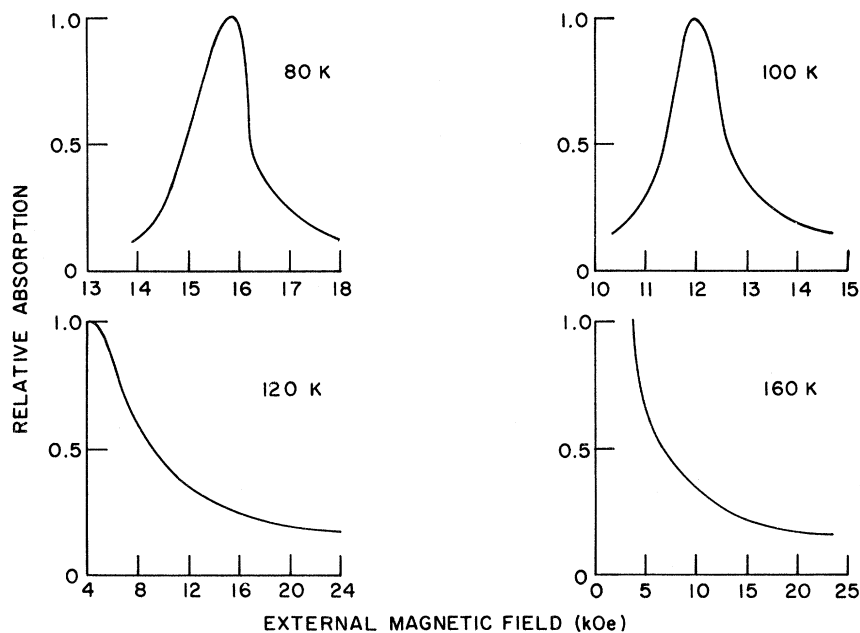 RELATIVE ABSORPTION
1.0
0.5
0
80 K
13 14 15 16 17 18
1.0
0.5
0
100 K
10 11 12 13 14 15
1.0
0.5
0
120 K
4 8 12 16 20 24
1.0
0.5
0
160 K
0 5 10 15 20 25
EXTERNAL MAGNETIC FIELD (kOe)